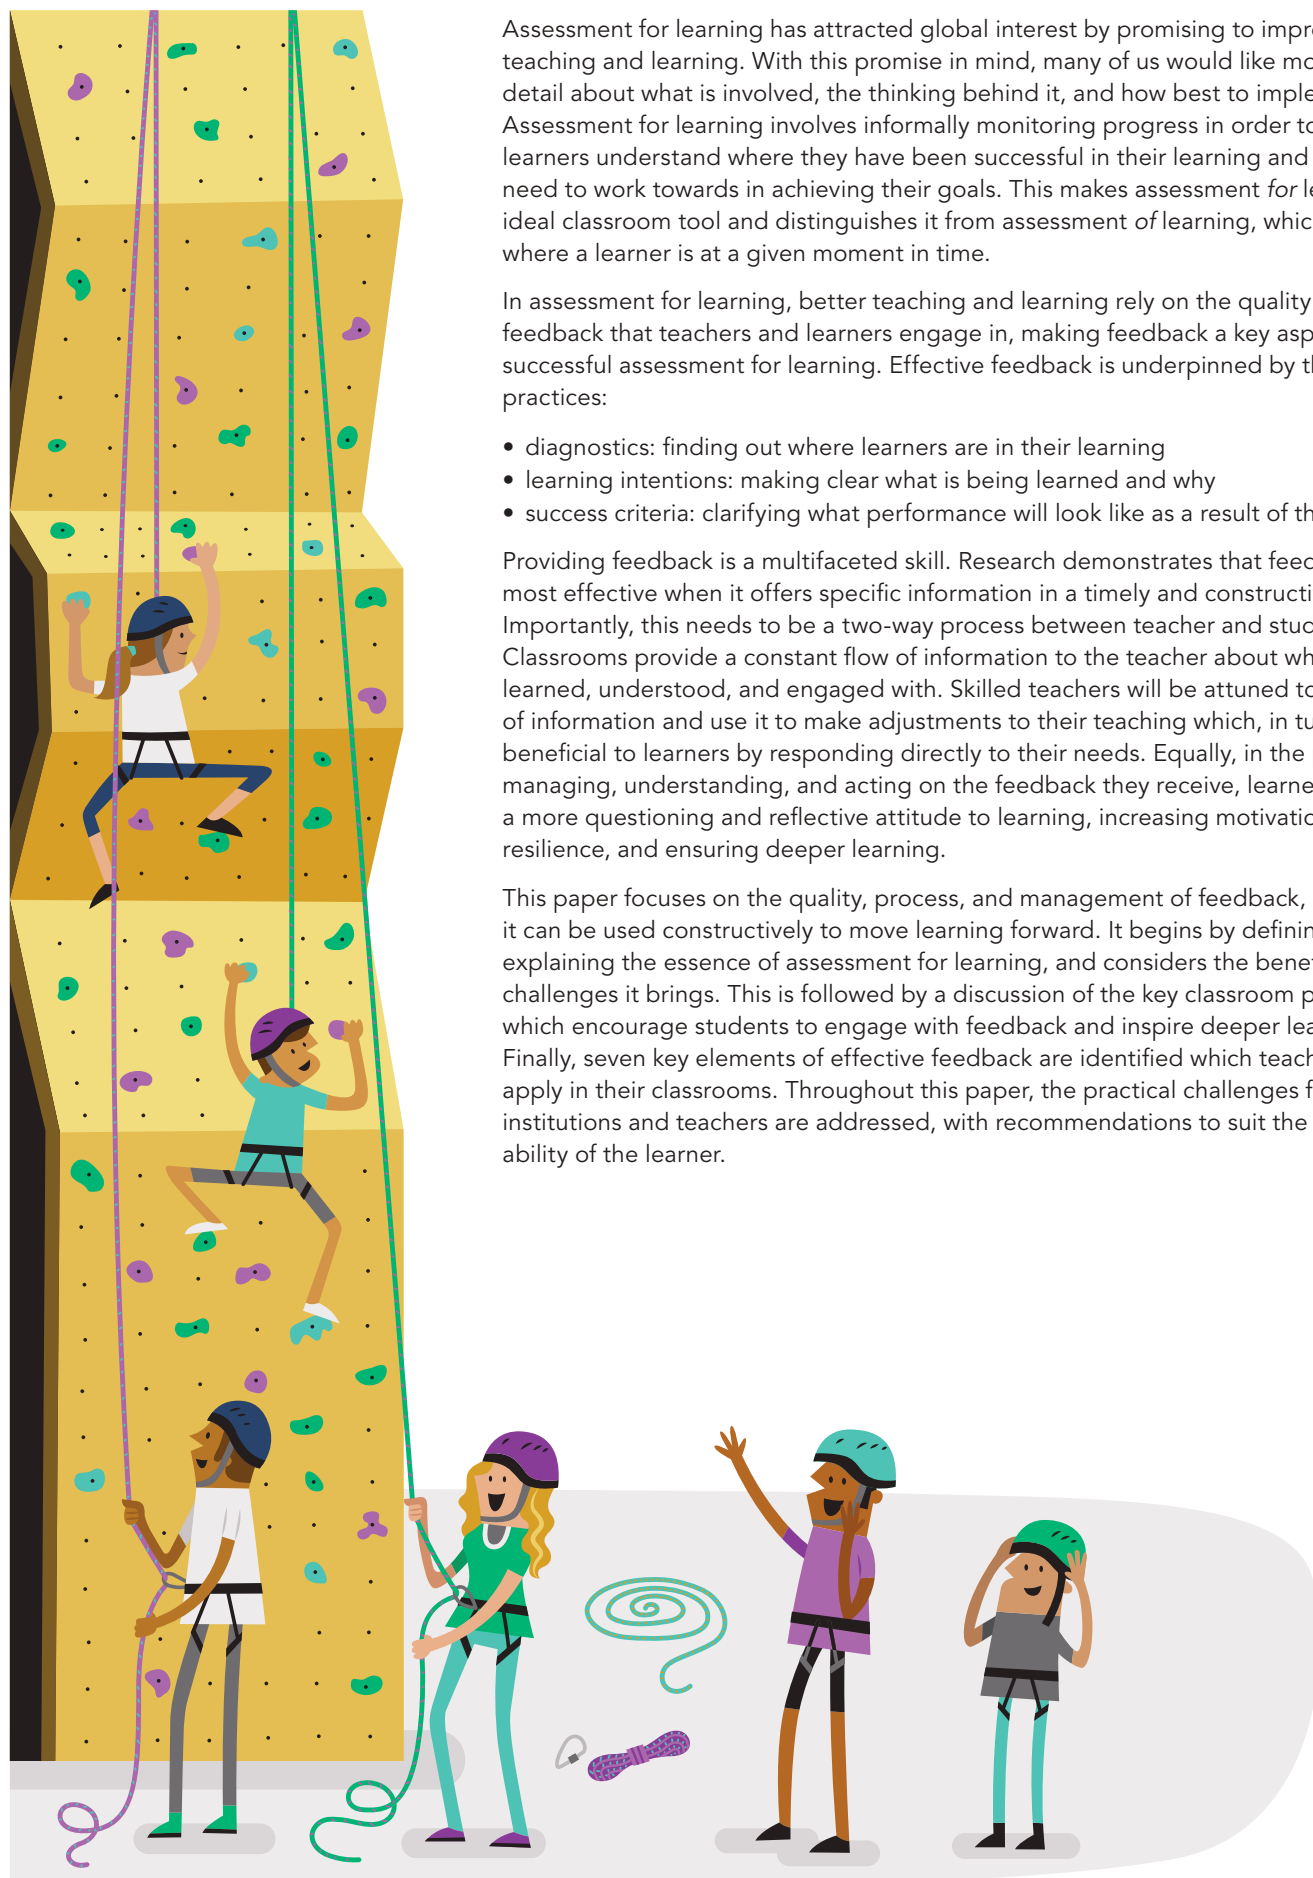 Assessment for learning has attracted global interest by promising to impr
teaching and learning. With this promise in mind, many of us would like mo
detail about what is involved, the thinking behind it, and how best to imple
Assessment for learning involves informally monitoring progress in order to
learners understand where they have been successful in their learning and
need to work towards in achieving their goals. This makes assessment for le
ideal classroom tool and distinguishes it from assessment of learning, which
where a learner is at a given moment in time.
In assessment for learning, better teaching and learning rely on the quality
feedback that teachers and learners engage in, making feedback a key asp
successful assessment for learning. Effective feedback is underpinned by th
practices:
• diagnostics: finding out where learners are in their learning
• learning intentions: making clear what is being learned and why
• success criteria: clarifying what performance will look like as a result of th
Providing feedback is a multifaceted skill. Research demonstrates that feed
most effective when it offers specific information in a timely and constructi
Importantly, this needs to be a two-way process between teacher and stud
Classrooms provide a constant flow of information to the teacher about wh
learned, understood, and engaged with. Skilled teachers will be attuned to
of information and use it to make adjustments to their teaching which, in tu
beneficial to learners by responding directly to their needs. Equally, in the
managing, understanding, and acting on the feedback they receive, learne
a more questioning and reflective attitude to learning, increasing motivatio
resilience, and ensuring deeper learning.
This paper focuses on the quality, process, and management of feedback,
it can be used constructively to move learning forward. It begins by definin
explaining the essence of assessment for learning, and considers the benef
challenges it brings. This is followed by a discussion of the key classroom p
which encourage students to engage with feedback and inspire deeper lea
Finally, seven key elements of effective feedback are identified which teach
apply in their classrooms. Throughout this paper, the practical challenges f
institutions and teachers are addressed, with recommendations to suit the
ability of the learner.